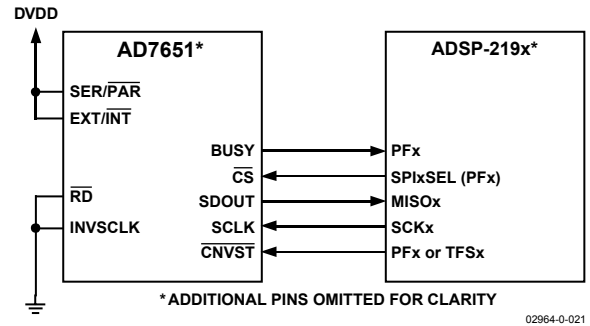 DVDD
AD7651*
ADSP-219x*
SER/PAR
EXT/INT
BUSY
PFx
CS
SPIxSEL (PFx)
RD
SDOUT
MISOx
INVSCLK
SCLK
SCKx
CNVST
PFx or TFSx
*ADDITIONAL PINS OMITTED FOR CLARITY
02964-0-021